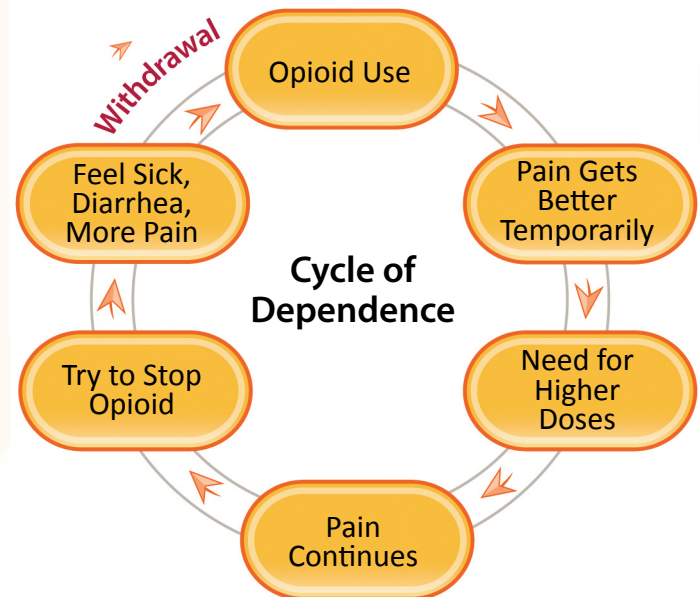 Opioid Use
Pain Gets
Better
Temporarily
Need for
Higher
Doses
Pain
Continues
Try to Stop
Opioid
Feel Sick,
Diarrhea,
More Pain
Withdrawal
Cycle of
Dependence